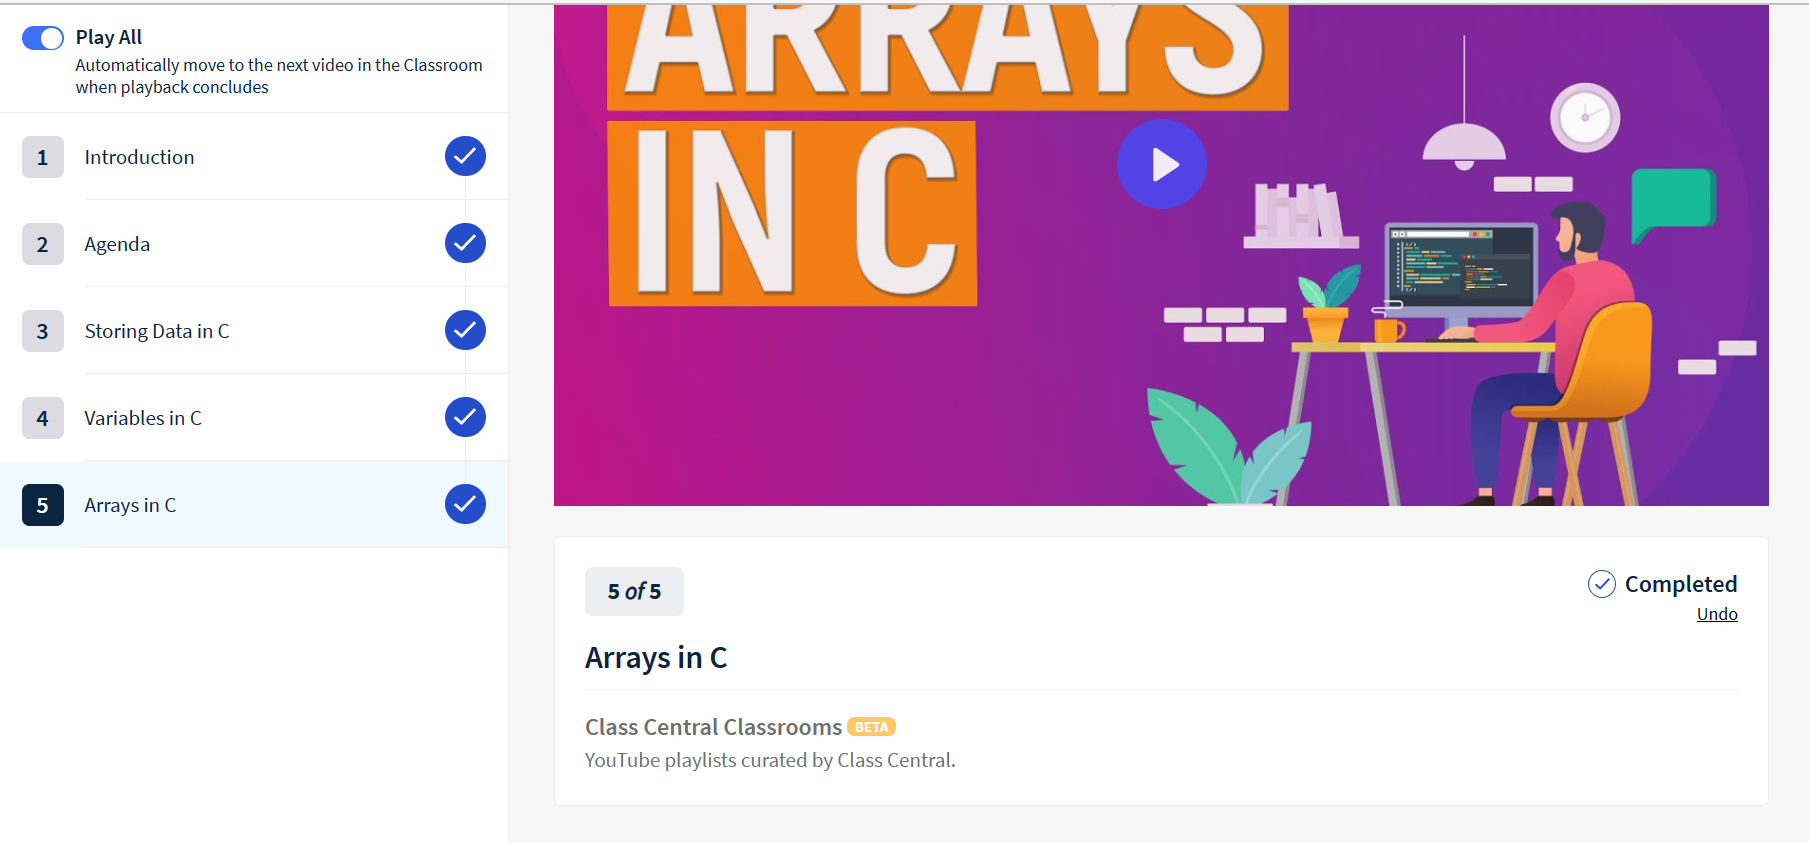 Play All
Automatically move to the next video in the Classroom
when playback concludes
1 Introduction
2 Agenda
3 Storing Data in C
4 Variables in C
5 Arrays in C
ARRAYS
IN C
5 of 5
Completed
Undo
Arrays in C
Class Central Classrooms BETA
YouTube playlists curated by Class Central.